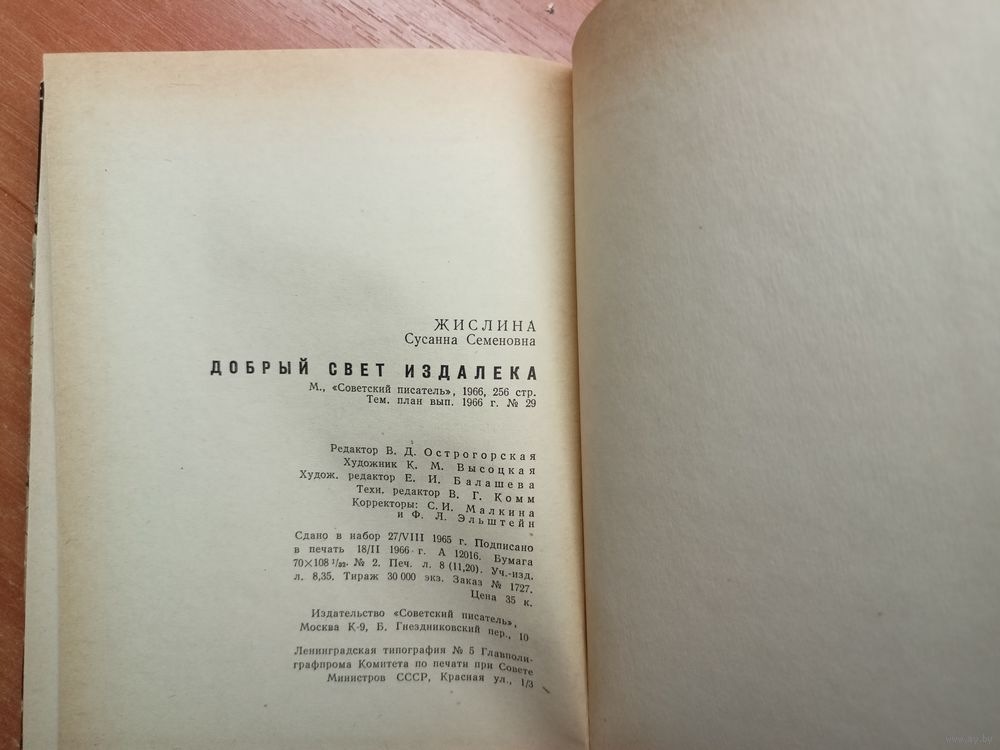 ЖИСЛИНА
Сусанна Семеновна
ДОБРЫЙ СВЕТ ИЗДАЛЕКА
М., «Советский писатель», 1966, 256 стр.
Тем. план вып. 1966 г. № 29
Редактор В. Д. Острогорская
Художник К. М. Высоцкая
Худож. редактор Е. И. Балашева
Техн. редактор В. Г. Комм
Корректоры: С. И. Малкина
и Ф. Л. Эльштейн
Сдано в набор 27/VIII 1965 г. Подписано
в печать 18/II 1966 г. А 12016. Бумага
70×108 ¹/₃₂. № 2. Печ. л. 8 (11,20). Уч.-изд.
л. 8,35. Тираж 30 000 экз. Заказ № 1727.
Цена 35 к.
Издательство «Советский писатель»,
Москва К-9, Б. Гнездниковский пер., 10
Ленинградская типография № 5 Главполи-
графпрома Комитета по печати при Совете
Министров СССР, Красная ул., 1/3
www.ay.by